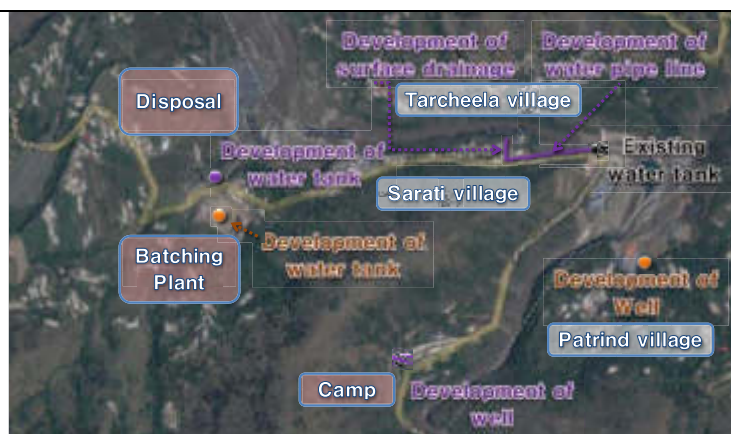 Development of
surface drainage
Development of
water pipe line
Disposal
Tarcheela village
Development of
water tank
Existing
water tank
Sarati village
Batching
Plant
Development of
water tank
Development of
Well
Patrind village
Camp
Development of
well